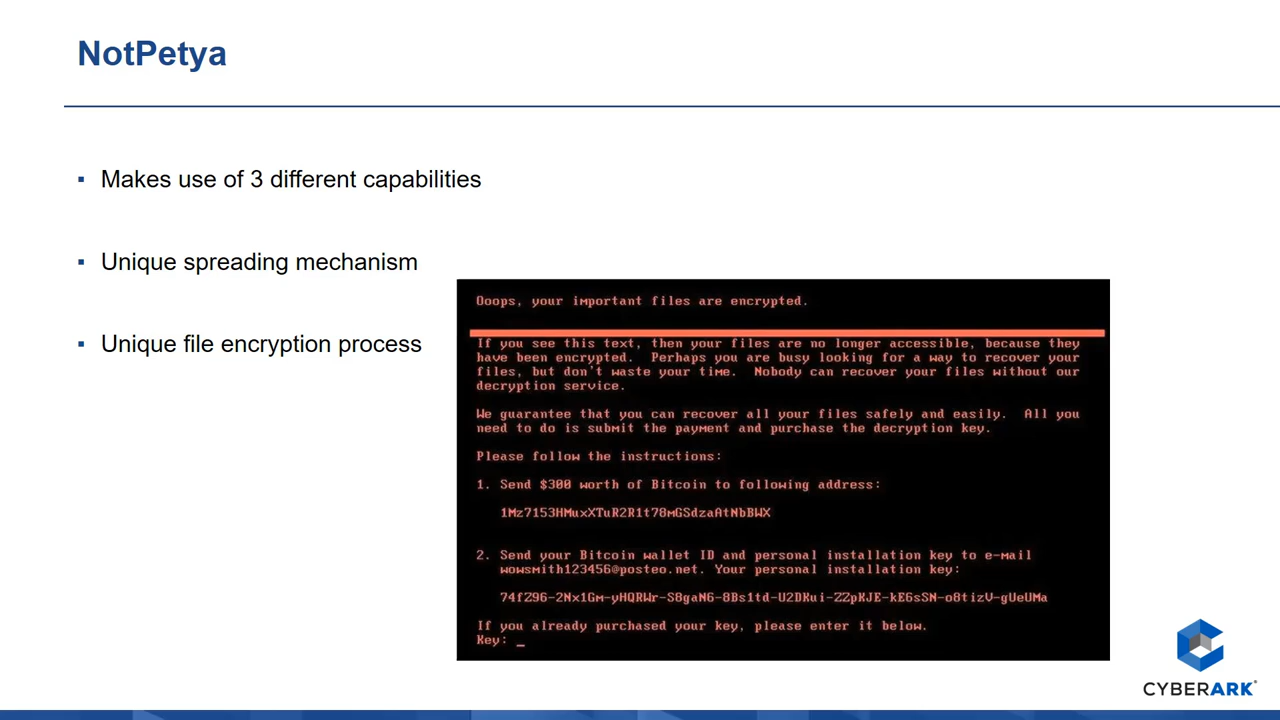 NotPetya
Makes use of 3 different capabilities
Unique spreading mechanism
Unique file encryption process
Ooops, your important files are encrypted.
If you see this text, then your files are no longer accessible, because they
have been encrypted.  Perhaps you are busy looking for a way to recover your
files, but don't waste your time.  Nobody can recover your files without our
decryption service.
We guarantee that you can recover all your files safely and easily.  All you
need to do is submit the payment and purchase the decryption key.
Please follow the instructions:
1. Send $300 worth of Bitcoin to following address:
1Mz7153HMuxXTuR2R1t78mGSdzaAtNbBWX
2. Send your Bitcoin wallet ID and personal installation key to e-mail
wowsmith123456@posteo.net. Your personal installation key:
74fZ96-2Nx1Gm-yHQRWr-S8gaN6-8Bs1td-U2DKui-ZZpKJE-kE6sSN-o8tizV-gUeUMa
If you already purchased your key, please enter it below.
Key: _
CYBERARK